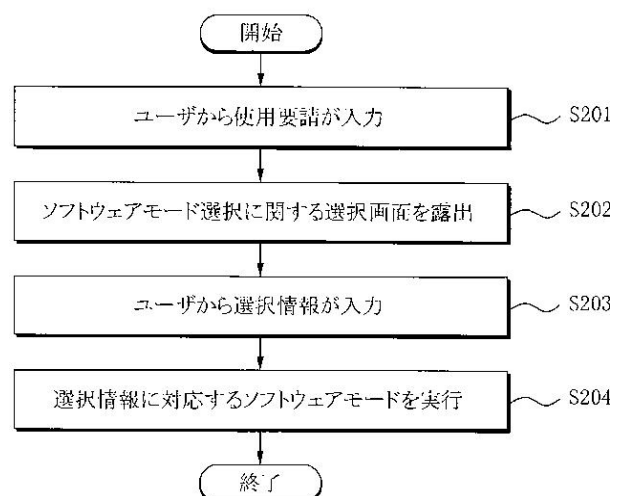 開始
ユーザから使用要請が入力
S201
ソフトウェアモード選択に関する選択画面を露出
S202
ユーザから選択情報が入力
S203
選択情報に対応するソフトウェアモードを実行
S204
終了